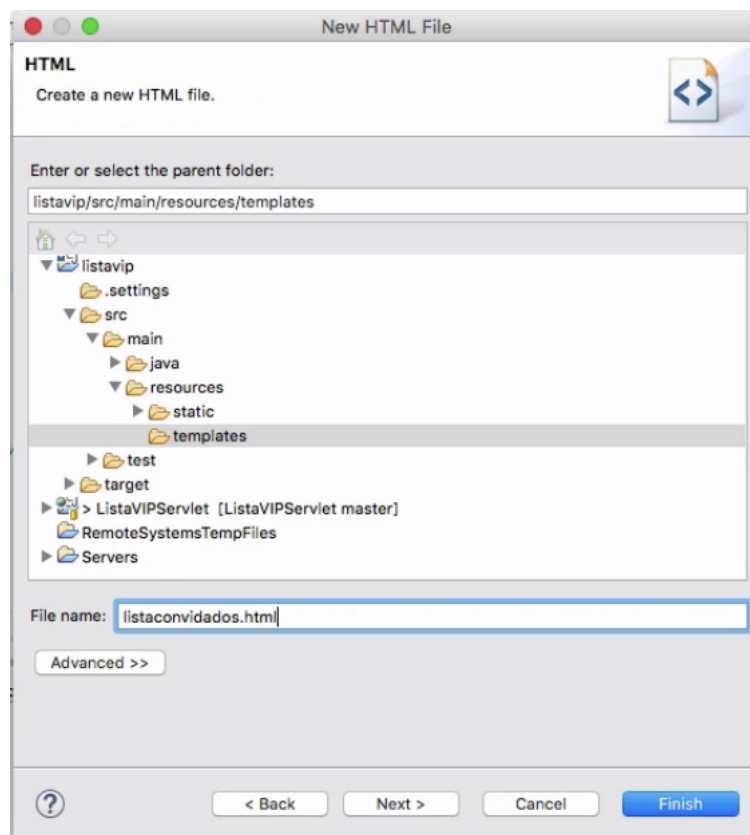 New HTML File
HTML
Create a new HTML file.
Enter or select the parent folder:
listavip/src/main/resources/templates
listavip
.settings
src
main
java
resources
static
templates
test
target
> ListaVIPServlet [ListaVIPServlet master]
RemoteSystemsTempFiles
Servers
File name: listaconvidados.html
Advanced >>
? < Back Next > Cancel Finish